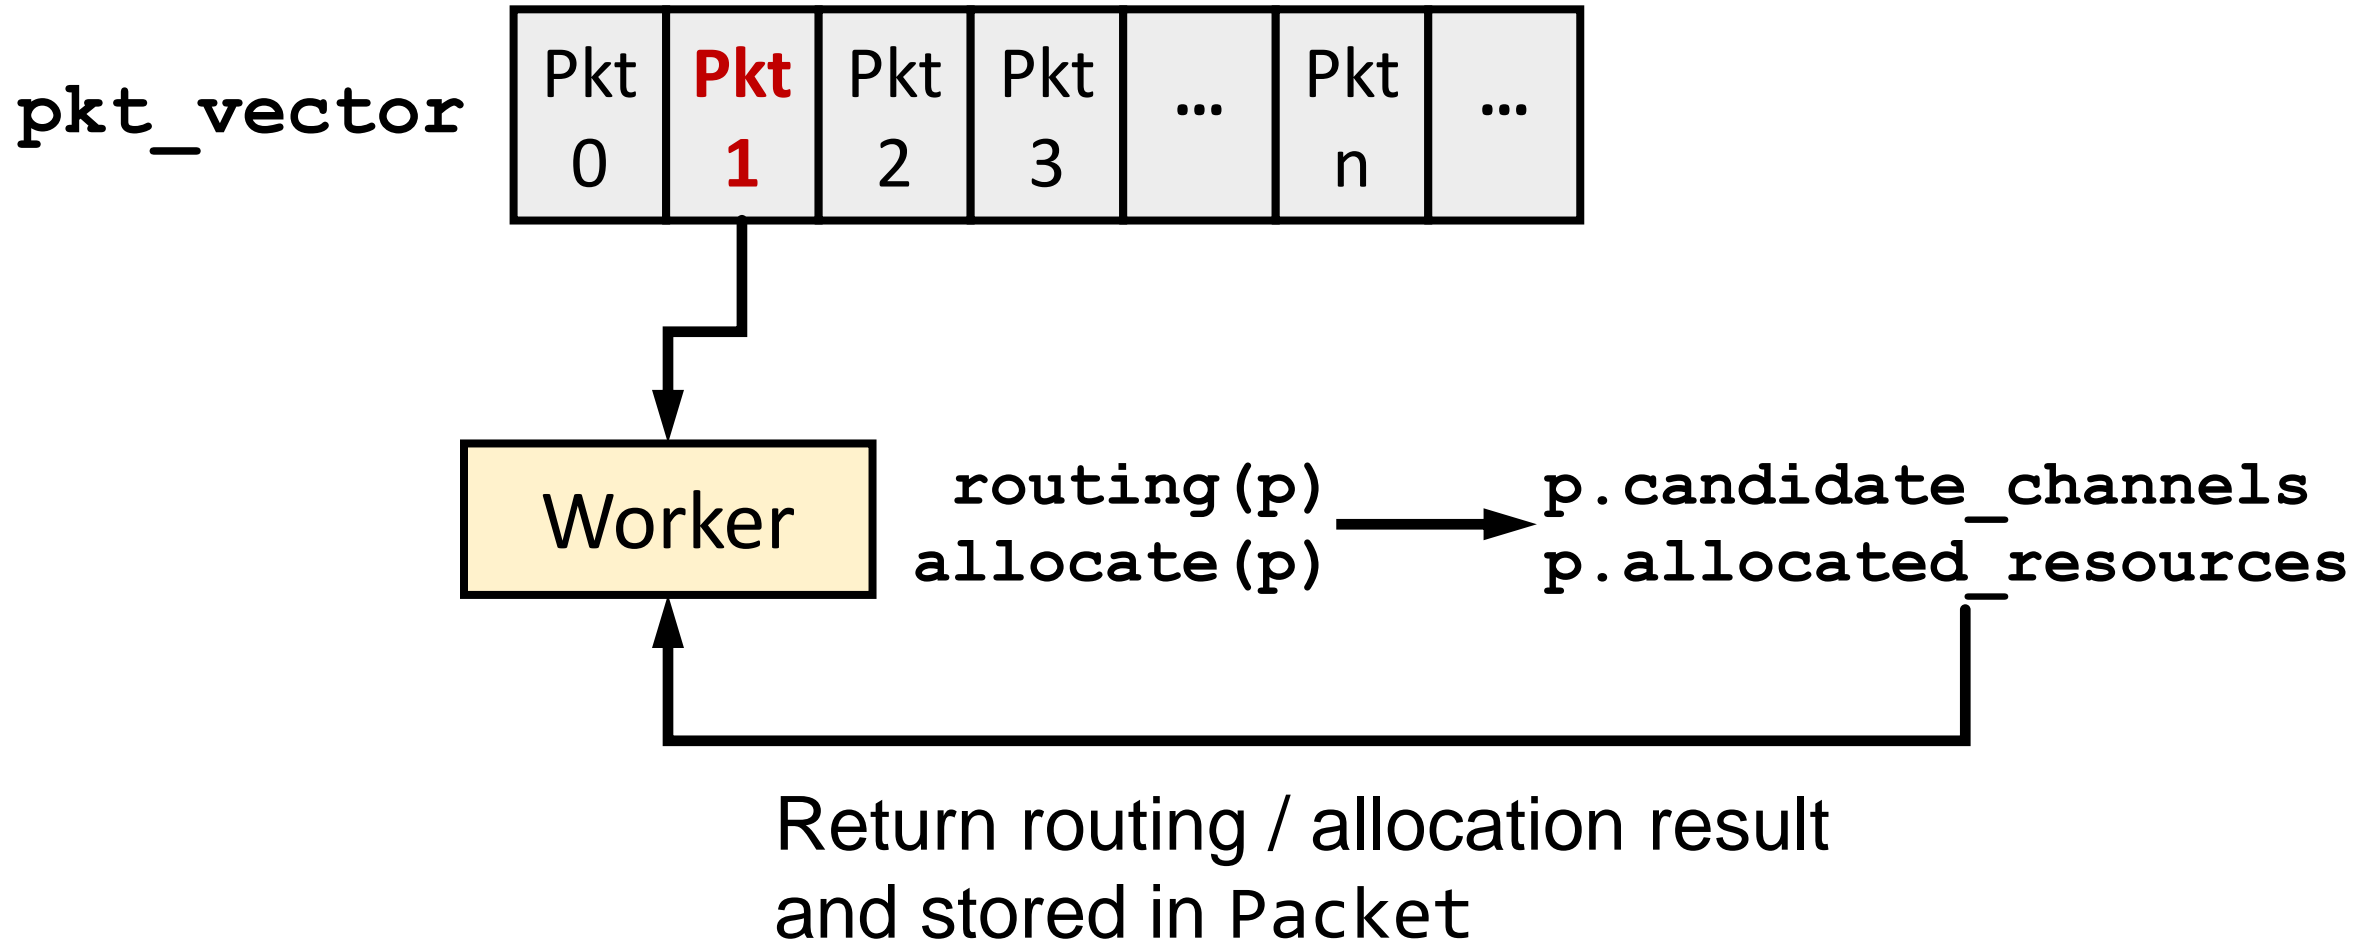 pkt_vector
Pkt 0
Pkt 1
Pkt 2
Pkt 3
…
Pkt n
…
Worker
routing(p)
allocate(p)
p.candidate_channels
p.allocated_resources
Return routing / allocation result
and stored in Packet